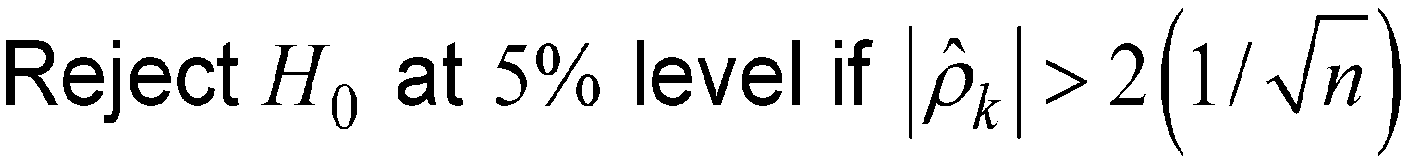 Reject H₀ at 5% level if |ρ̂ₖ| > 2(1/√n)